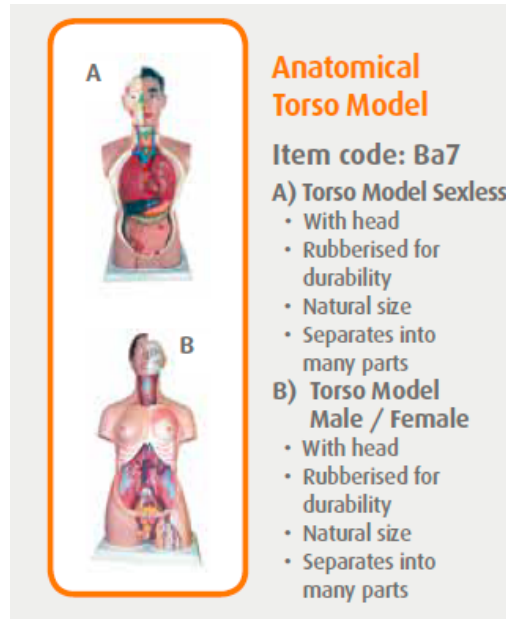 A
B
Anatomical
Torso Model
Item code: Ba7
A) Torso Model Sexless
• With head
• Rubberised for
durability
• Natural size
• Separates into
many parts
B) Torso Model
Male / Female
• With head
• Rubberised for
durability
• Natural size
• Separates into
many parts